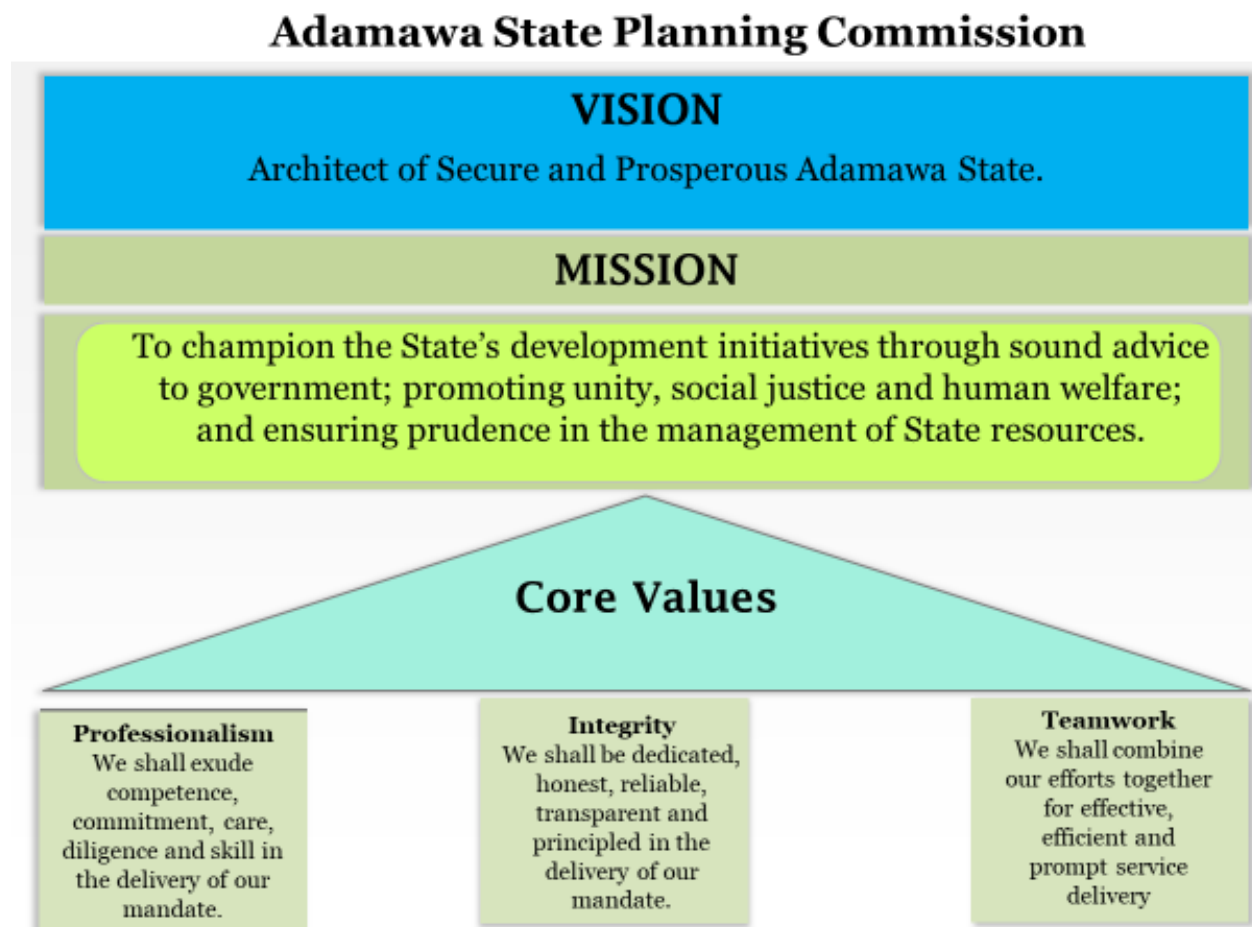 Adamawa State Planning Commission
VISION
Architect of Secure and Prosperous Adamawa State.
MISSION
To champion the State’s development initiatives through sound advice
to government; promoting unity, social justice and human welfare;
and ensuring prudence in the management of State resources.
Core Values
Professionalism
We shall exude
competence,
commitment, care,
diligence and skill in
the delivery of our
mandate.
Integrity
We shall be dedicated,
honest, reliable,
transparent and
principled in the
delivery of our
mandate.
Teamwork
We shall combine
our efforts together
for effective,
efficient and
prompt service
delivery